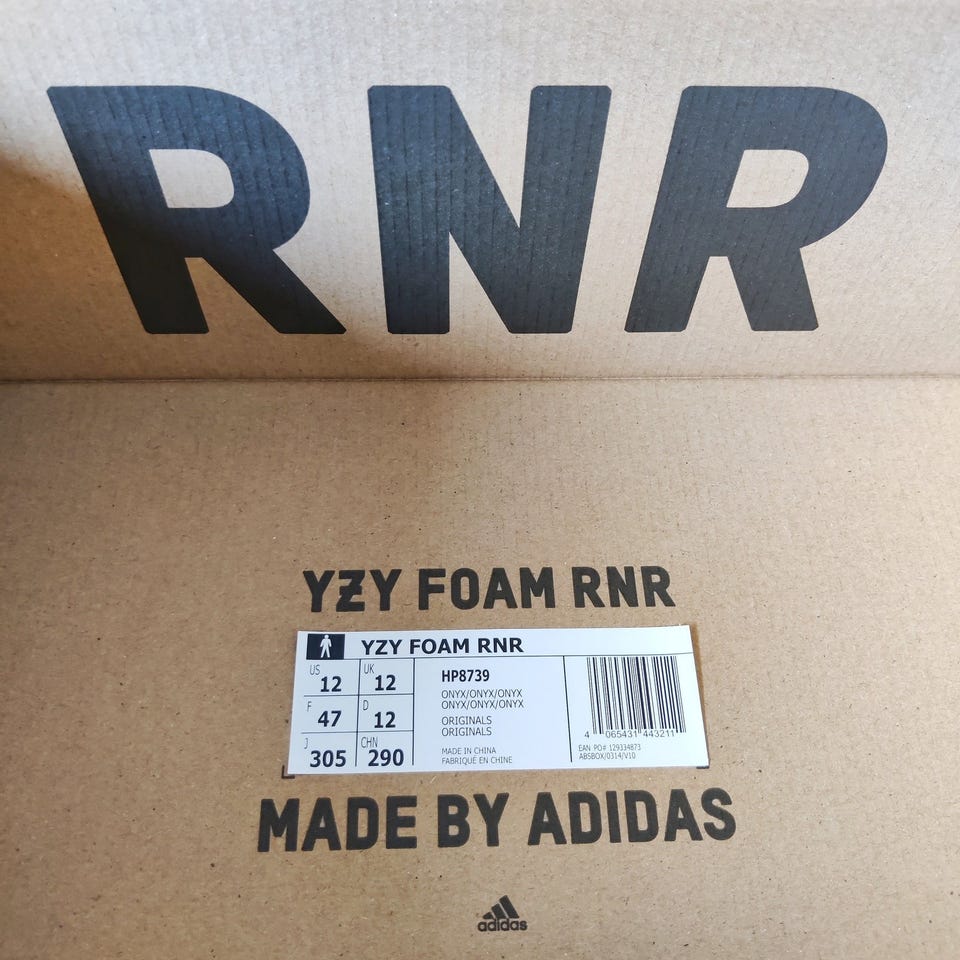 RNR
YZY FOAM RNR
YZY FOAM RNR
US 12 UK 12
F 47 D 12
J 305 CHN 290
HP8739
ONYX/ONYX/ONYX
ONYX/ONYX/ONYX
ORIGINALS
ORIGINALS
MADE IN CHINA
FABRIQUÉ EN CHINE
4 065431 443211
EAN PO# 129334873
ABSBOX/0314/V10
MADE BY ADIDAS
adidas